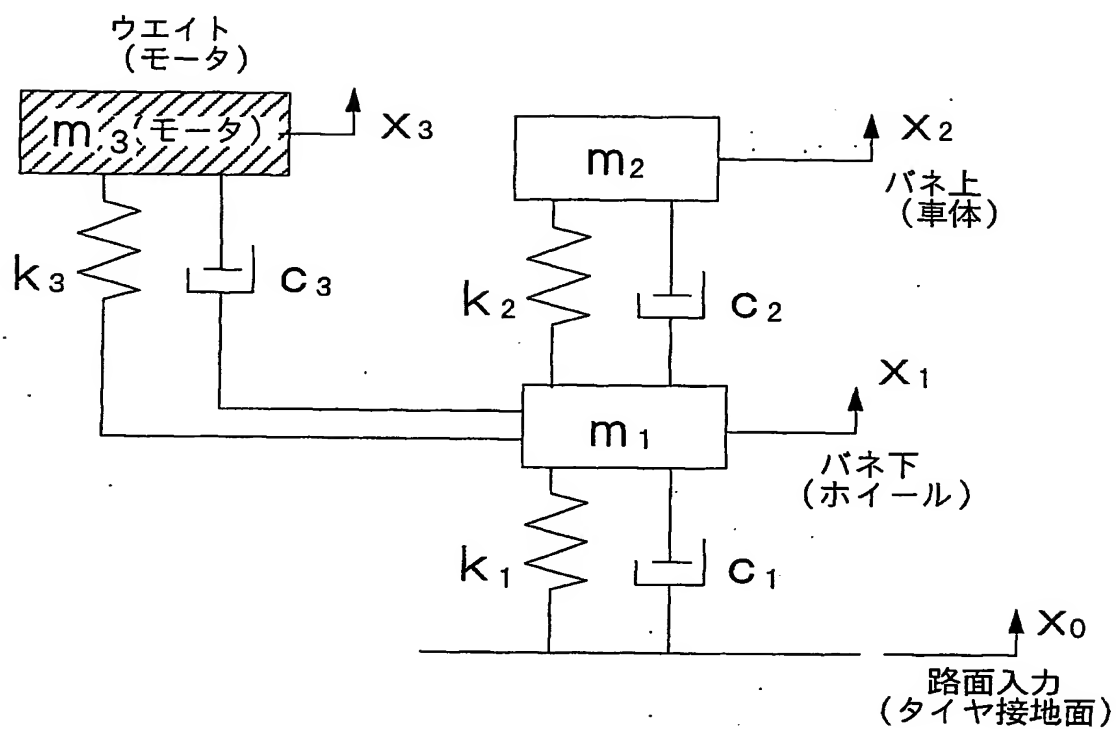 ウエイト
(モータ)
m3(モータ)
x3
m2
x2
バネ上
(車体)
k3
c3
k2
c2
m1
x1
バネ下
(ホイール)
k1
c1
x0
路面入力
(タイヤ接地面)